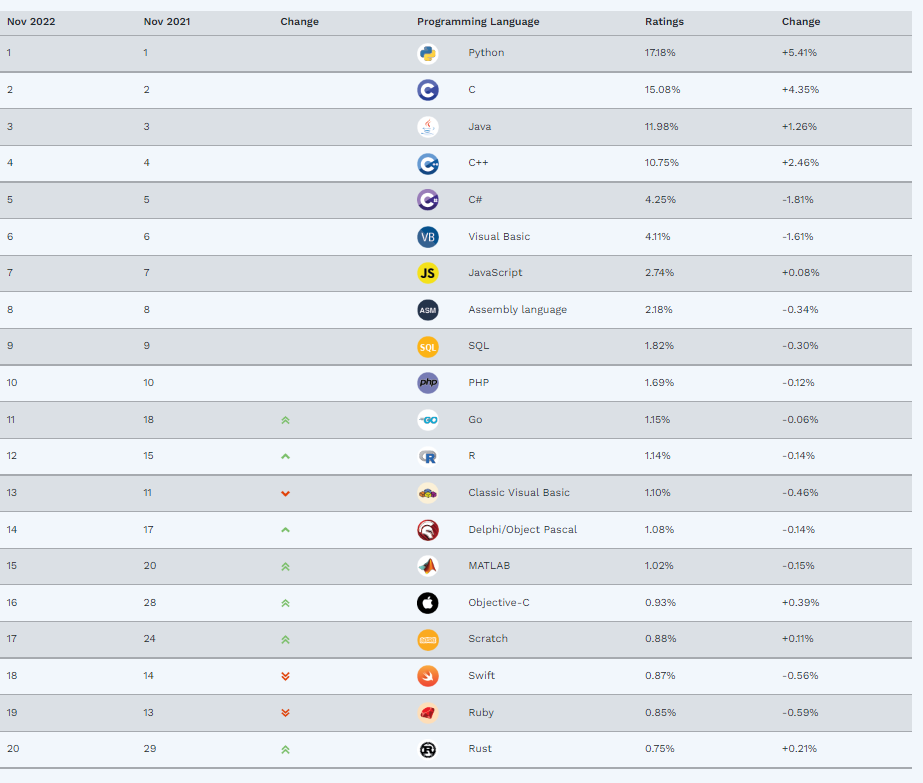 Nov 2022 Nov 2021 Change Programming Language Ratings Change
1 1 Python 17.18% +5.41%
2 2 C 15.08% +4.35%
3 3 Java 11.98% +1.26%
4 4 C++ 10.75% +2.46%
5 5 C# 4.25% -1.81%
6 6 VB Visual Basic 4.11% -1.61%
7 7 JS JavaScript 2.74% +0.08%
8 8 ASM Assembly language 2.18% -0.34%
9 9 SQL SQL 1.82% -0.30%
10 10 php PHP 1.69% -0.12%
11 18 GO Go 1.15% -0.06%
12 15 R R 1.14% -0.14%
13 11 Classic Visual Basic 1.10% -0.46%
14 17 Delphi/Object Pascal 1.08% -0.14%
15 20 MATLAB 1.02% -0.15%
16 28 Objective-C 0.93% +0.39%
17 24 Scratch 0.88% +0.11%
18 14 Swift 0.87% -0.56%
19 13 Ruby 0.85% -0.59%
20 29 R Rust 0.75% +0.21%